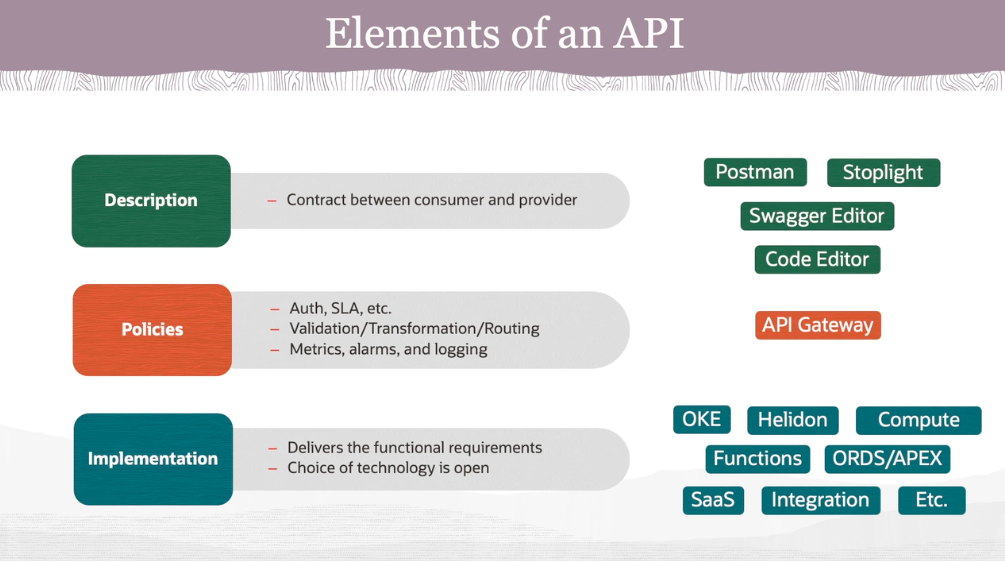 Elements of an API
Description
– Contract between consumer and provider
Postman
Stoplight
Swagger Editor
Code Editor
Policies
– Auth, SLA, etc.
– Validation/Transformation/Routing
– Metrics, alarms, and logging
API Gateway
Implementation
– Delivers the functional requirements
– Choice of technology is open
OKE
Helidon
Compute
Functions
ORDS/APEX
SaaS
Integration
Etc.